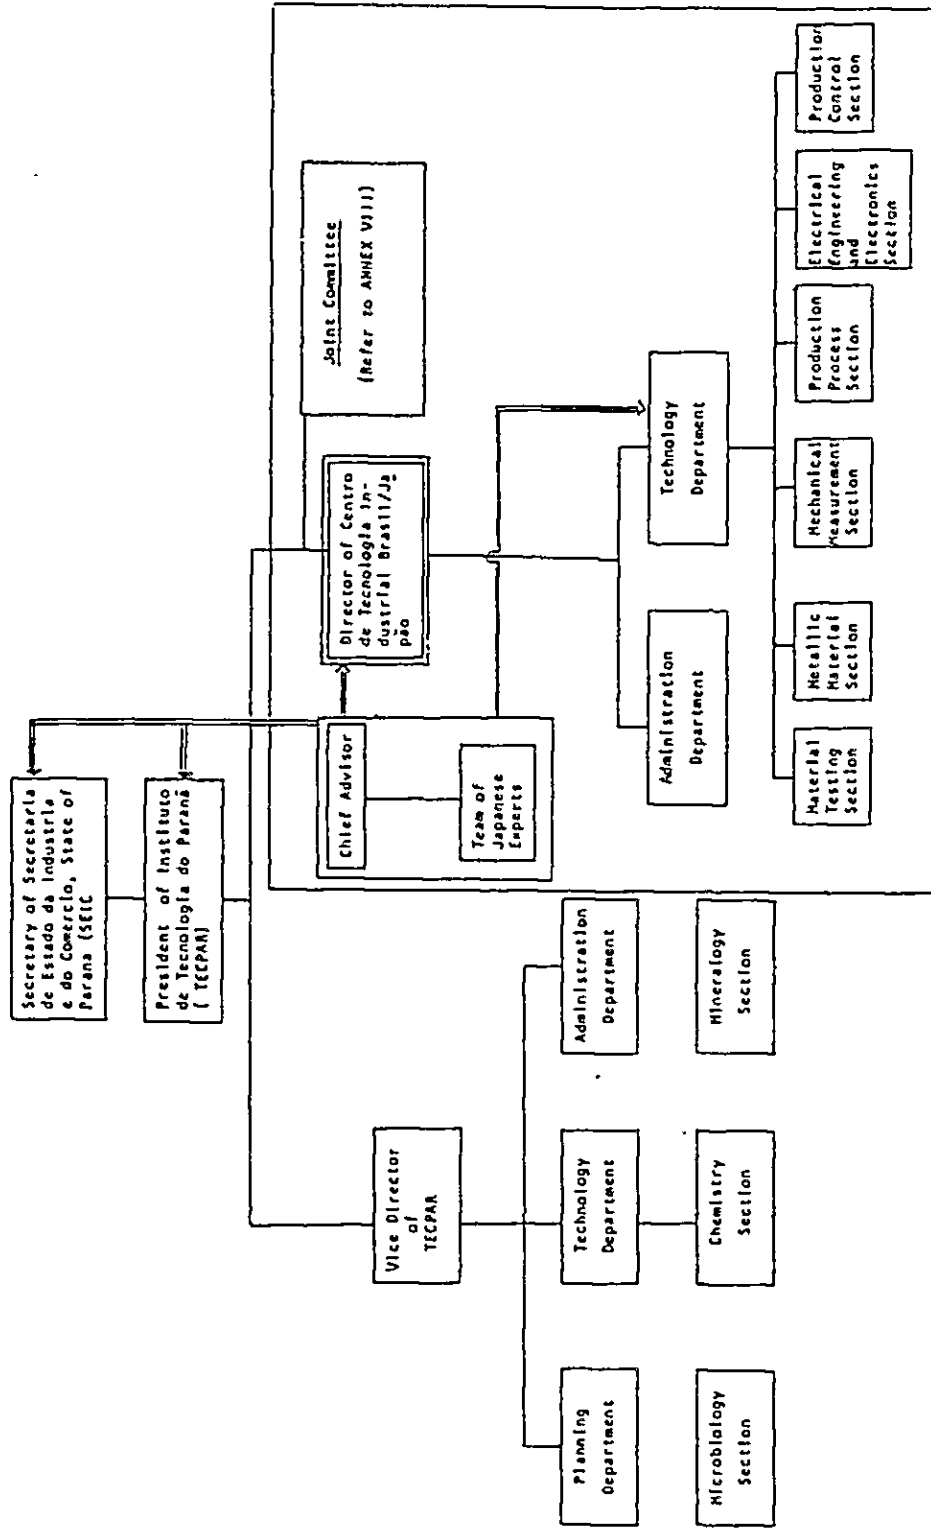 Secretary of Secretaria
de Estado da Industria
e do Comercio, State of
Parana (SEIC
President of Instituto
de Tecnologia do Paraná
( TECPAR)
Vice Director
of
TECPAR
Planning
Department
Technology
Department
Administration
Department
Microbiology
Section
Chemistry
Section
Mineralogy
Section
Chief Advisor
Team of
Japanese
Experts
Director of Centro
de Tecnologia In-
dustrial Brasil/Ja
pão
Joint Committee
(Refer to ANNEX VIII)
Administration
Department
Technology
Department
Material
Testing
Section
Metallic
Material
Section
Mechanical
Measurement
Section
Production
Process
Section
Electrical
Engineering
and
Electronics
Section
Production
Control
Section